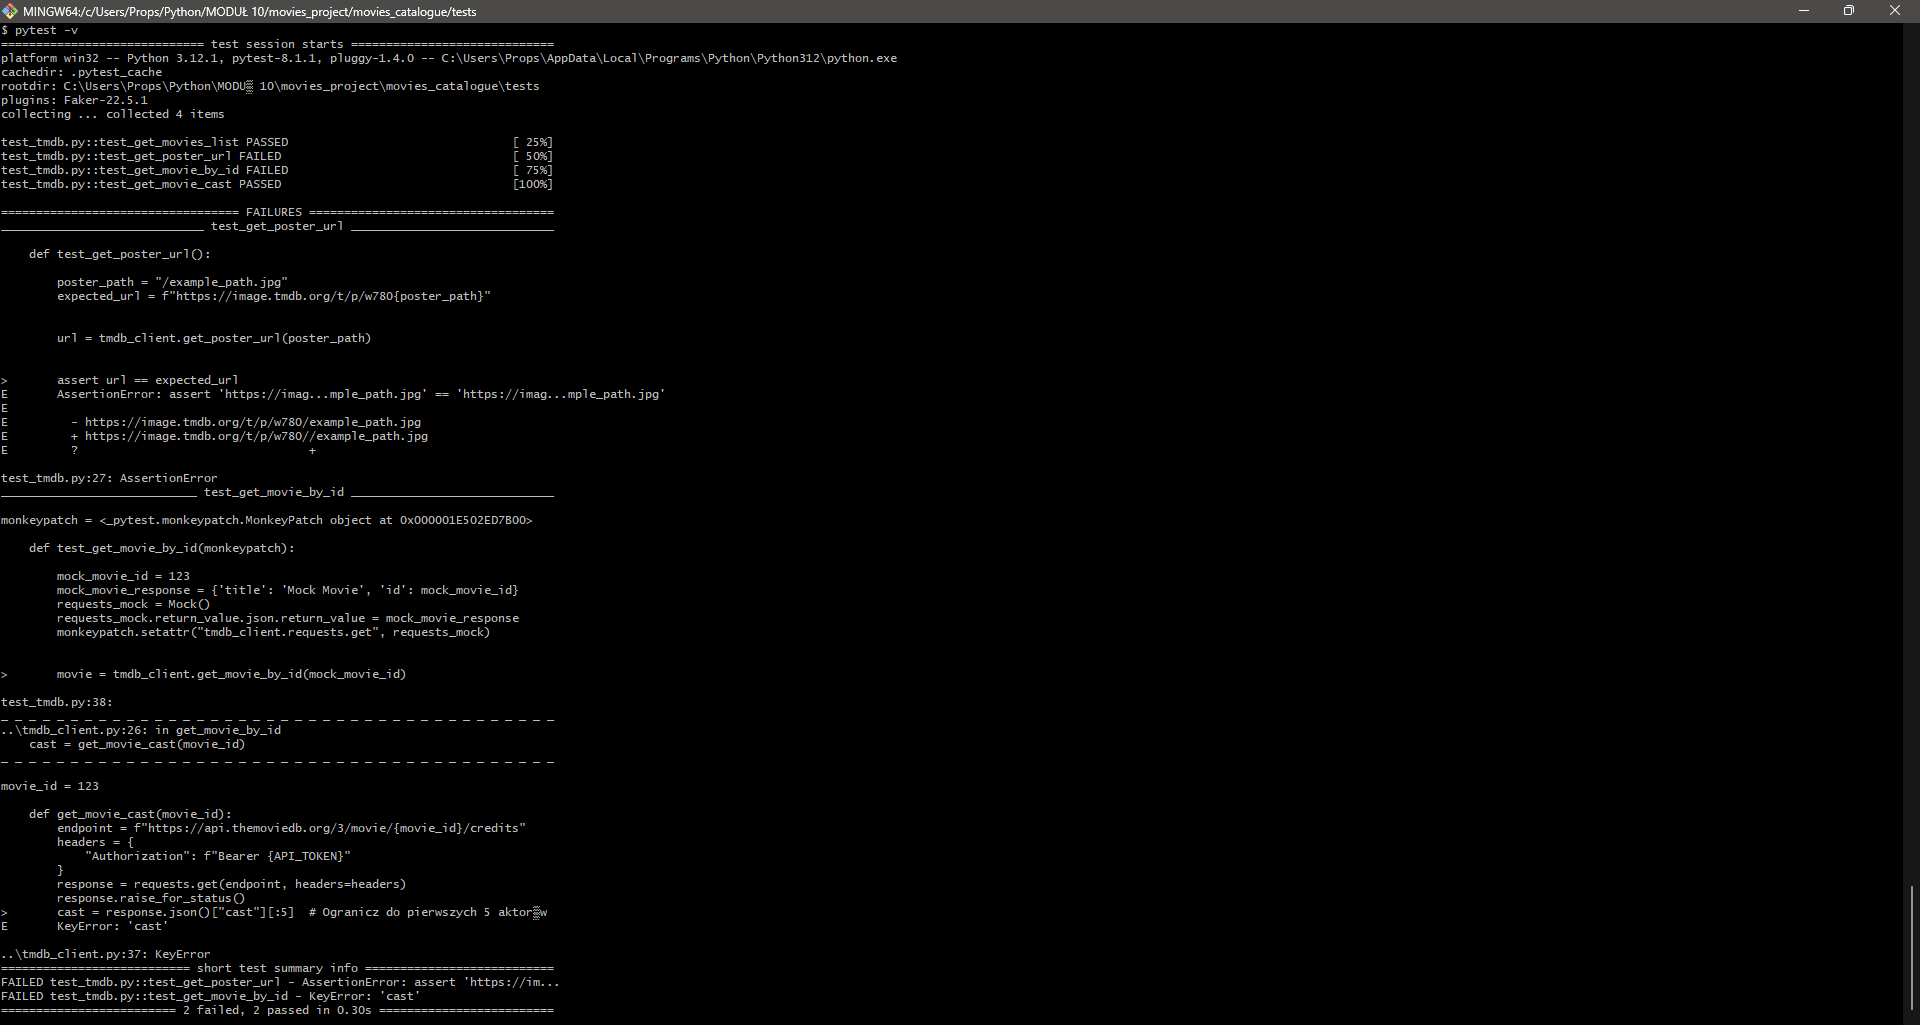 MINGW64:/c/Users/Props/Python/MODUŁ 10/movies_project/movies_catalogue/tests
$ pytest -v
============================= test session starts =============================
platform win32 -- Python 3.12.1, pytest-8.1.1, pluggy-1.4.0 -- C:\Users\Props\AppData\Local\Programs\Python\Python312\python.exe
cachedir: .pytest_cache
rootdir: C:\Users\Props\Python\MODU▒ 10\movies_project\movies_catalogue\tests
plugins: Faker-22.5.1
collecting ... collected 4 items

test_tmdb.py::test_get_movies_list PASSED                                [ 25%]
test_tmdb.py::test_get_poster_url FAILED                                 [ 50%]
test_tmdb.py::test_get_movie_by_id FAILED                                [ 75%]
test_tmdb.py::test_get_movie_cast PASSED                                 [100%]

================================== FAILURES ===================================
_____________________________ test_get_poster_url _____________________________

    def test_get_poster_url():

        poster_path = "/example_path.jpg"
        expected_url = f"https://image.tmdb.org/t/p/w780{poster_path}"


        url = tmdb_client.get_poster_url(poster_path)


>       assert url == expected_url
E       AssertionError: assert 'https://imag...mple_path.jpg' == 'https://imag...mple_path.jpg'
E
E         - https://image.tmdb.org/t/p/w780/example_path.jpg
E         + https://image.tmdb.org/t/p/w780//example_path.jpg
E         ?                                 +

test_tmdb.py:27: AssertionError
____________________________ test_get_movie_by_id _____________________________

monkeypatch = <_pytest.monkeypatch.MonkeyPatch object at 0x000001E502ED7B00>

    def test_get_movie_by_id(monkeypatch):

        mock_movie_id = 123
        mock_movie_response = {'title': 'Mock Movie', 'id': mock_movie_id}
        requests_mock = Mock()
        requests_mock.return_value.json.return_value = mock_movie_response
        monkeypatch.setattr("tmdb_client.requests.get", requests_mock)


>       movie = tmdb_client.get_movie_by_id(mock_movie_id)

test_tmdb.py:38:
_ _ _ _ _ _ _ _ _ _ _ _ _ _ _ _ _ _ _ _ _ _ _ _ _ _ _ _ _ _ _ _ _ _ _ _ _ _ _ _
..\tmdb_client.py:26: in get_movie_by_id
    cast = get_movie_cast(movie_id)
_ _ _ _ _ _ _ _ _ _ _ _ _ _ _ _ _ _ _ _ _ _ _ _ _ _ _ _ _ _ _ _ _ _ _ _ _ _ _ _

movie_id = 123

    def get_movie_cast(movie_id):
        endpoint = f"https://api.themoviedb.org/3/movie/{movie_id}/credits"
        headers = {
            "Authorization": f"Bearer {API_TOKEN}"
        }
        response = requests.get(endpoint, headers=headers)
        response.raise_for_status()
>       cast = response.json()["cast"][:5]  # Ogranicz do pierwszych 5 aktor▒w
E       KeyError: 'cast'

..\tmdb_client.py:37: KeyError
=========================== short test summary info ===========================
FAILED test_tmdb.py::test_get_poster_url - AssertionError: assert 'https://im...
FAILED test_tmdb.py::test_get_movie_by_id - KeyError: 'cast'
========================= 2 failed, 2 passed in 0.30s =========================